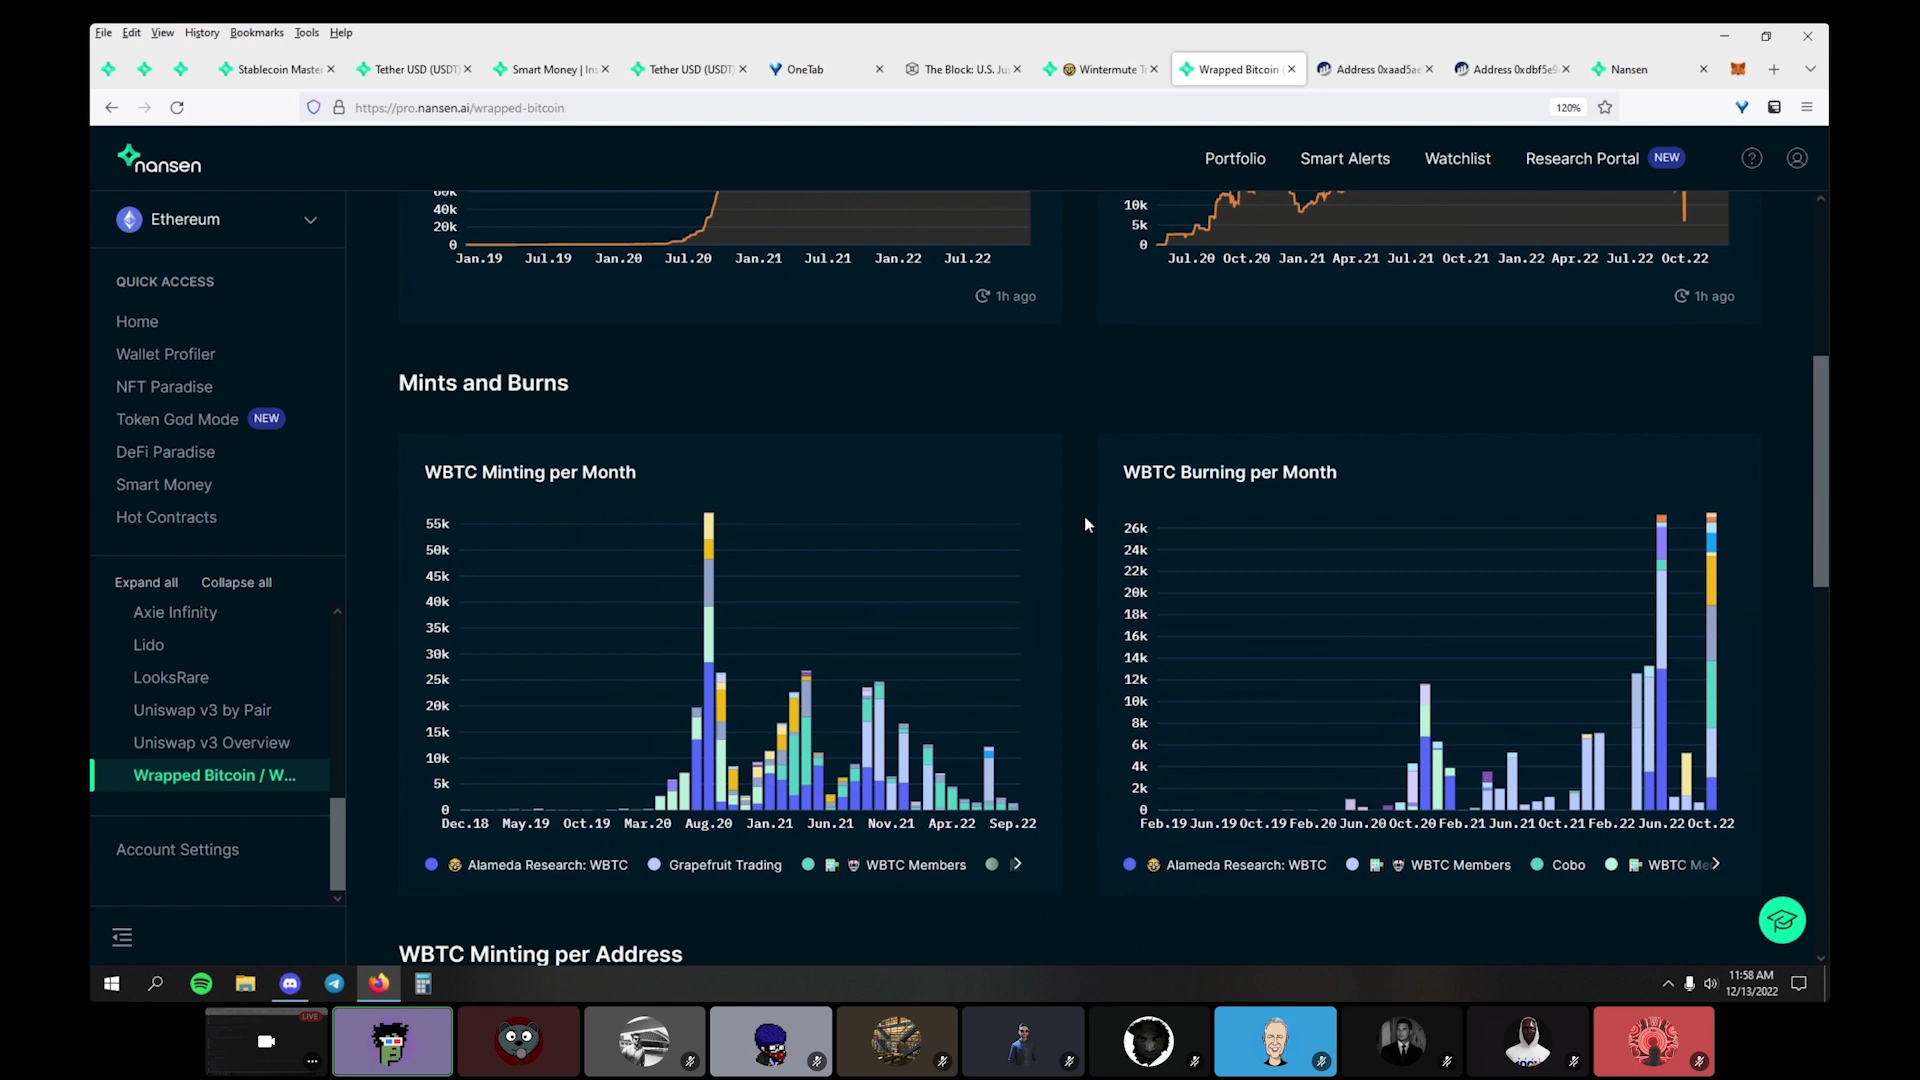 File Edit View History Bookmarks Tools Help
Stablecoin Master Tether USD (USDT) Smart Money | Ins Tether USD (USDT) OneTab The Block: U.S. Jus Wintermute Tr Wrapped Bitcoin Address 0xaad5ae Address 0xdbf5e9 Nansen
https://pro.nansen.ai/wrapped-bitcoin 120%
nansen Portfolio Smart Alerts Watchlist Research Portal NEW
Ethereum
QUICK ACCESS
Home
Wallet Profiler
NFT Paradise
Token God Mode NEW
DeFi Paradise
Smart Money
Hot Contracts
Expand all Collapse all
Axie Infinity
Lido
LooksRare
Uniswap v3 by Pair
Uniswap v3 Overview
Wrapped Bitcoin / W...
Account Settings
60k
40k
20k
0
Jan.19 Jul.19 Jan.20 Jul.20 Jan.21 Jul.21 Jan.22 Jul.22
1h ago
10k
5k
0
Jul.20 Oct.20 Jan.21 Apr.21 Jul.21 Oct.21 Jan.22 Apr.22 Jul.22 Oct.22
1h ago
Mints and Burns
WBTC Minting per Month
55k
50k
45k
40k
35k
30k
25k
20k
15k
10k
5k
0
Dec.18 May.19 Oct.19 Mar.20 Aug.20 Jan.21 Jun.21 Nov.21 Apr.22 Sep.22
Alameda Research: WBTC Grapefruit Trading WBTC Members
WBTC Burning per Month
26k
24k
22k
20k
18k
16k
14k
12k
10k
8k
6k
4k
2k
0
Feb.19 Jun.19 Oct.19 Feb.20 Jun.20 Oct.20 Feb.21 Jun.21 Oct.21 Feb.22 Jun.22 Oct.22
Alameda Research: WBTC WBTC Members Cobo WBTC Me
WBTC Minting per Address
11:58 AM
12/13/2022
LIVE